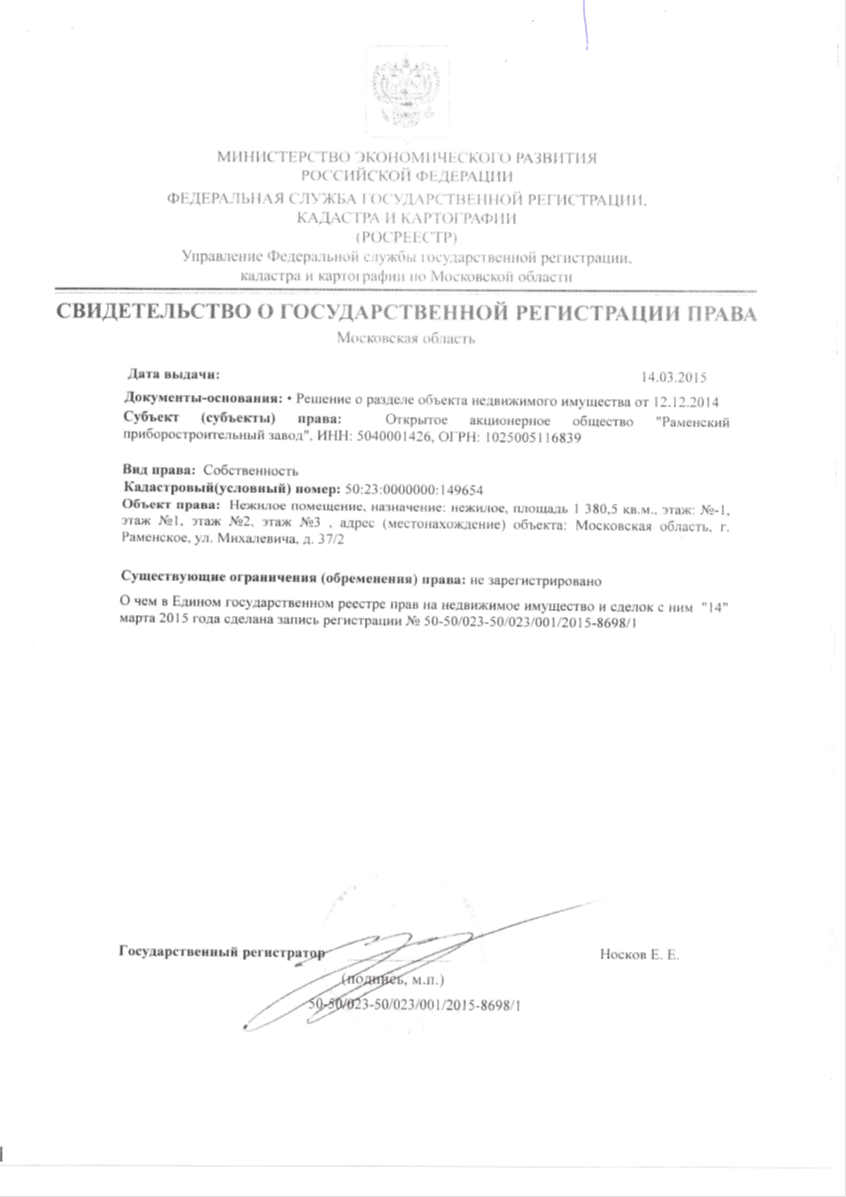 МИНИСТЕРСТВО ЭКОНОМИЧЕСКОГО РАЗВИТИЯ
РОССИЙСКОЙ ФЕДЕРАЦИИ
ФЕДЕРАЛЬНАЯ СЛУЖБА ГОСУДАРСТВЕННОЙ РЕГИСТРАЦИИ,
КАДАСТРА И КАРТОГРАФИИ
(РОСРЕЕСТР)
Управление Федеральной службы государственной регистрации,
кадастра и картографии по Московской области
СВИДЕТЕЛЬСТВО О ГОСУДАРСТВЕННОЙ РЕГИСТРАЦИИ ПРАВА
Московская область
Дата выдачи: 14.03.2015
Документы-основания: • Решение о разделе объекта недвижимого имущества от 12.12.2014
Субъект (субъекты) права: Открытое акционерное общество "Раменский
приборостроительный завод", ИНН: 5040001426, ОГРН: 1025005116839
Вид права: Собственность
Кадастровый(условный) номер: 50:23:0000000:149654
Объект права: Нежилое помещение, назначение: нежилое, площадь 1 380,5 кв.м., этаж: №-1,
этаж №1, этаж №2, этаж №3 , адрес (местонахождение) объекта: Московская область, г.
Раменское, ул. Михалевича, д. 37/2
Существующие ограничения (обременения) права: не зарегистрировано
О чем в Едином государственном реестре прав на недвижимое имущество и сделок с ним "14"
марта 2015 года сделана запись регистрации № 50-50/023-50/023/001/2015-8698/1
Государственный регистратор Носков Е. Е.
(подпись, м.п.)
50-50/023-50/023/001/2015-8698/1